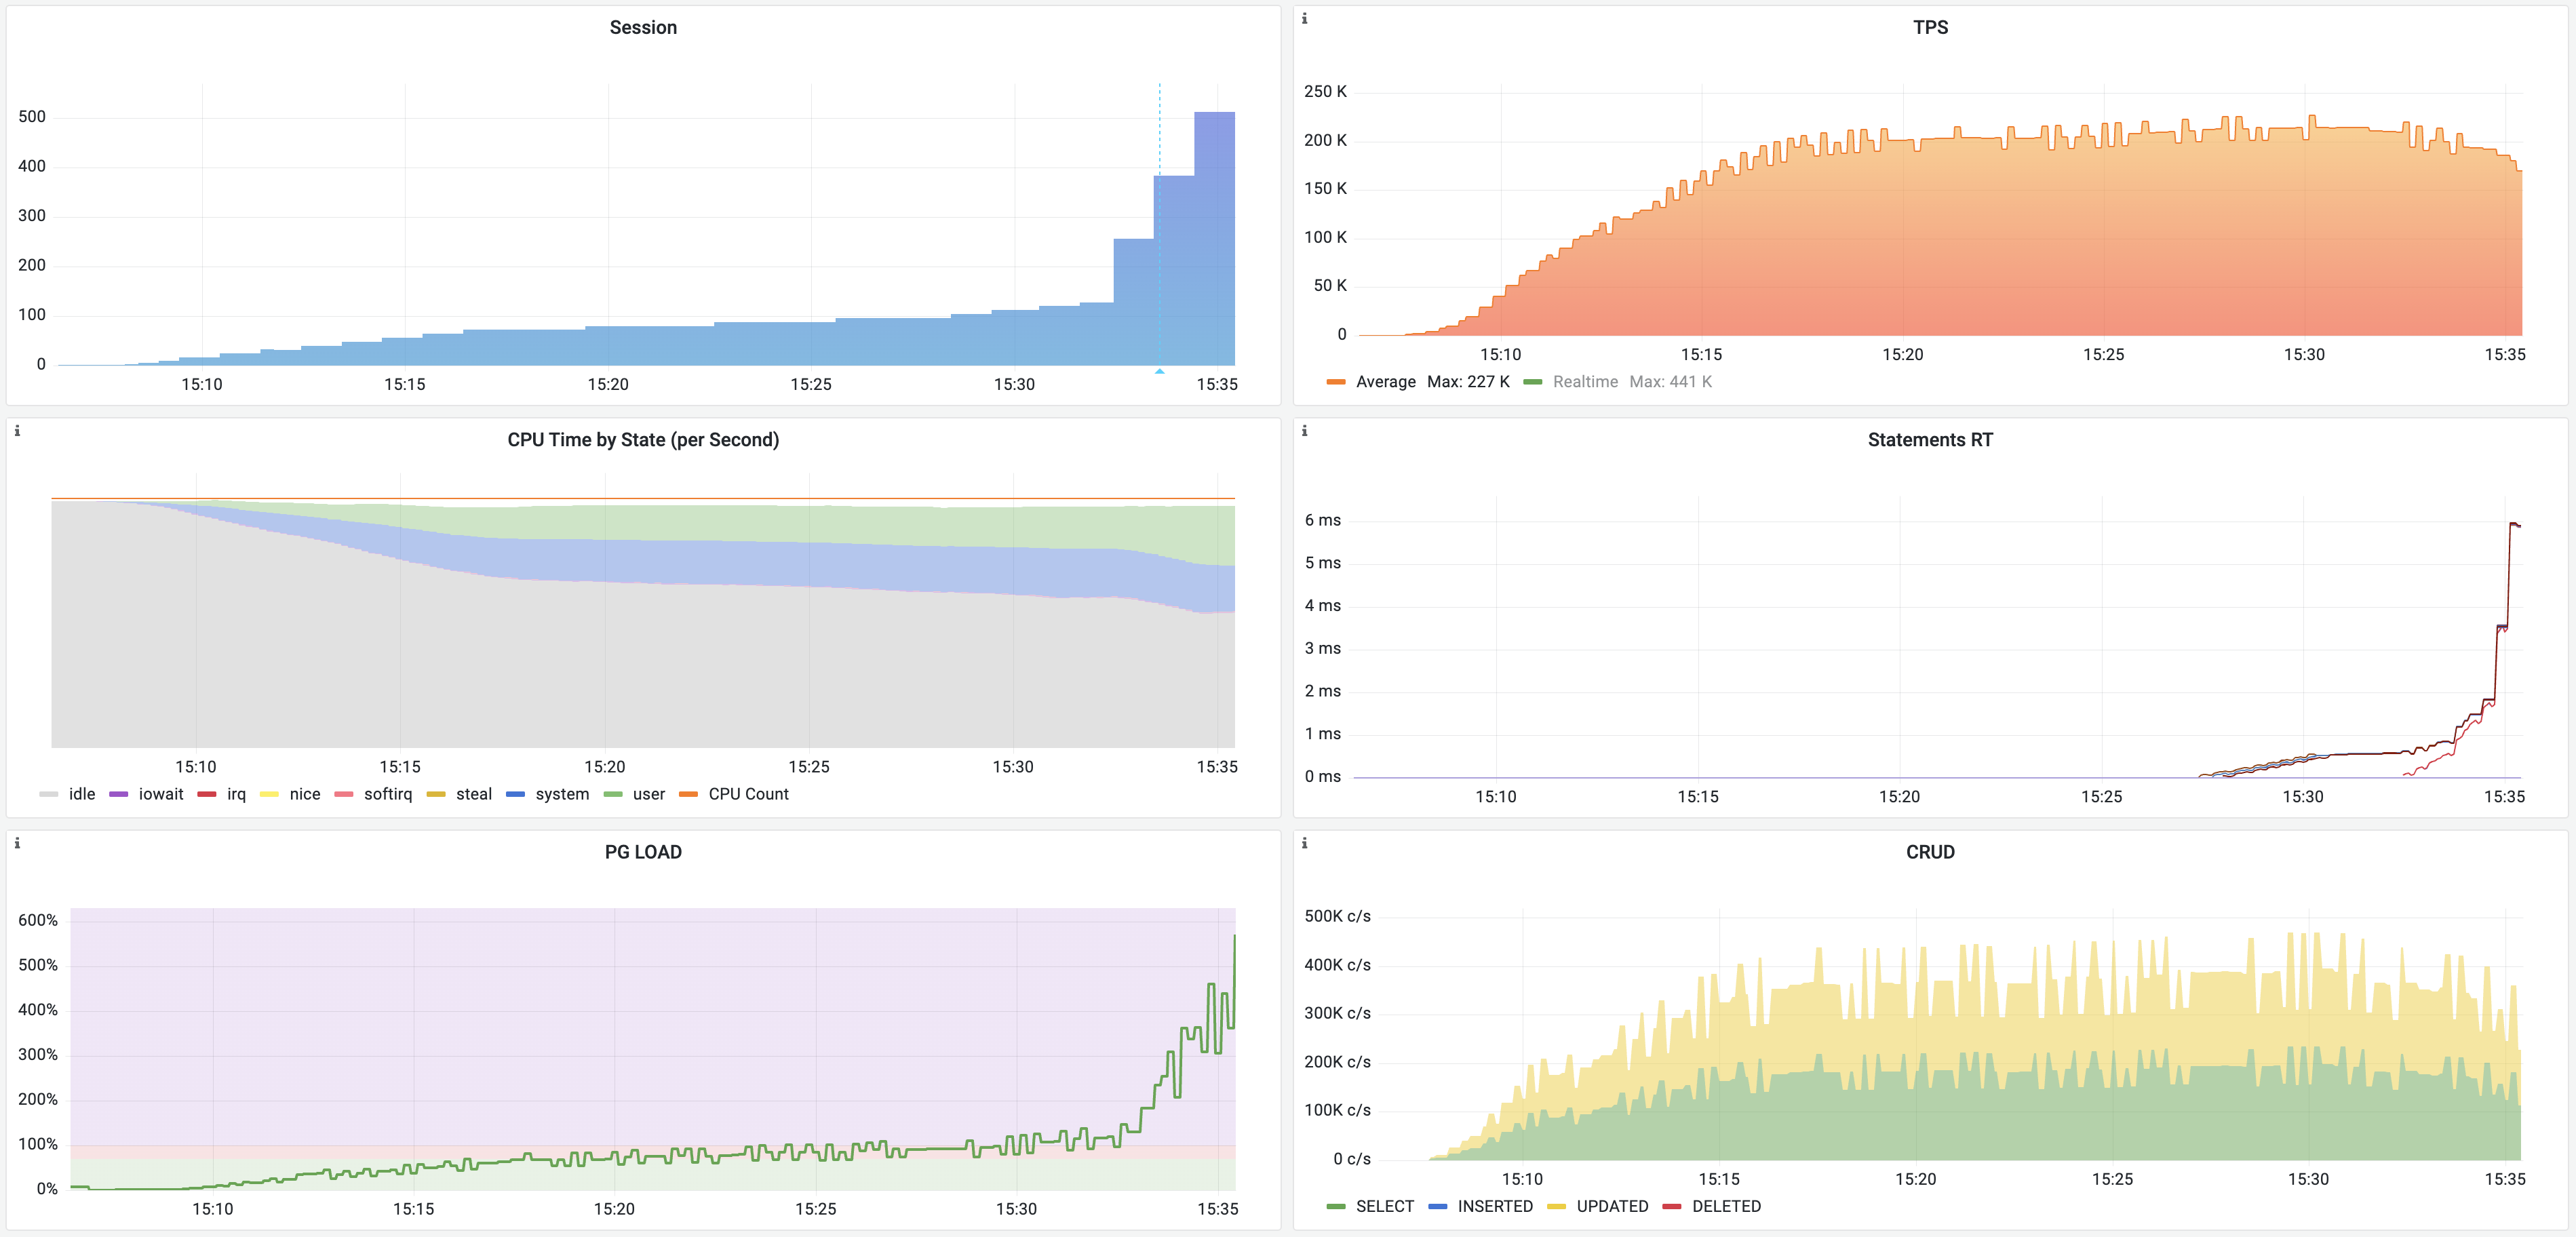 Session
500
400
300
200
100
0
15:10 15:15 15:20 15:25 15:30 15:35
i
TPS
250 K
200 K
150 K
100 K
50 K
0
15:10 15:15 15:20 15:25 15:30 15:35
Average Max: 227 K Realtime Max: 441 K
i
CPU Time by State (per Second)
15:10 15:15 15:20 15:25 15:30 15:35
idle iowait irq nice softirq steal system user CPU Count
i
Statements RT
6 ms
5 ms
4 ms
3 ms
2 ms
1 ms
0 ms
15:10 15:15 15:20 15:25 15:30 15:35
i
PG LOAD
600%
500%
400%
300%
200%
100%
0%
15:10 15:15 15:20 15:25 15:30 15:35
i
CRUD
500K c/s
400K c/s
300K c/s
200K c/s
100K c/s
0 c/s
15:10 15:15 15:20 15:25 15:30 15:35
SELECT INSERTED UPDATED DELETED